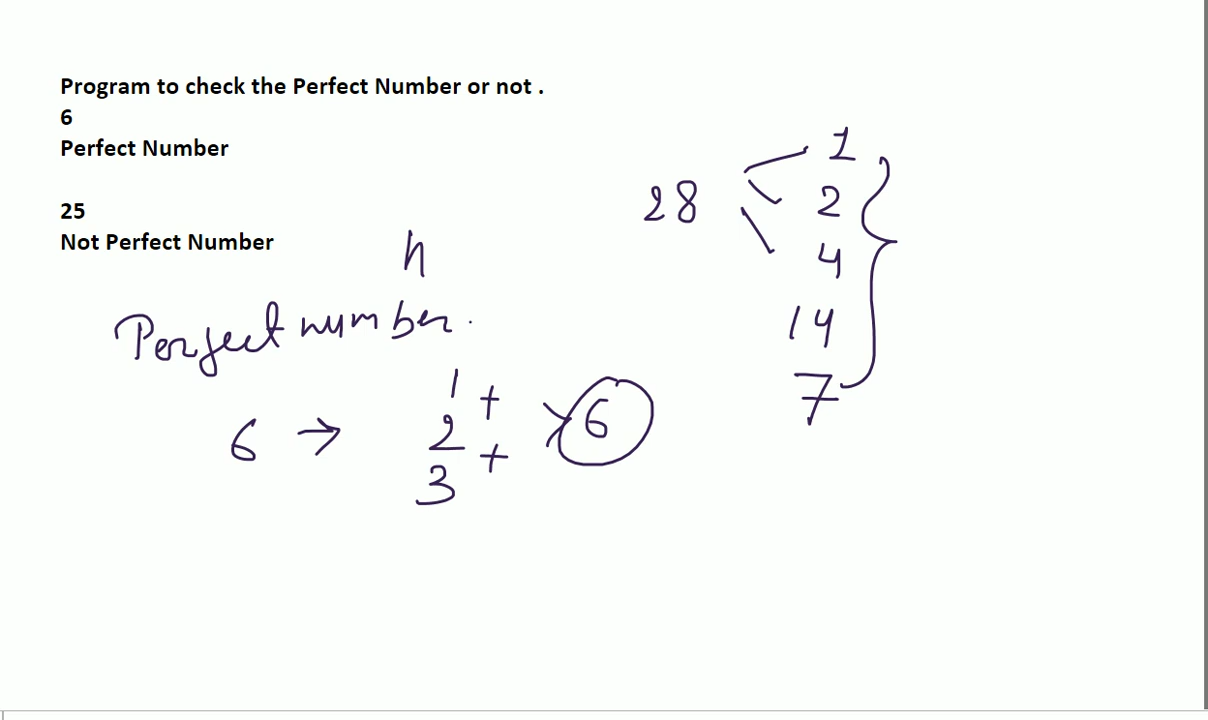 Program to check the Perfect Number or not .
6
Perfect Number
25
Not Perfect Number
n
Perfect number.
6 → 1 + 2 + 3 6
28
1
2
4
14
7